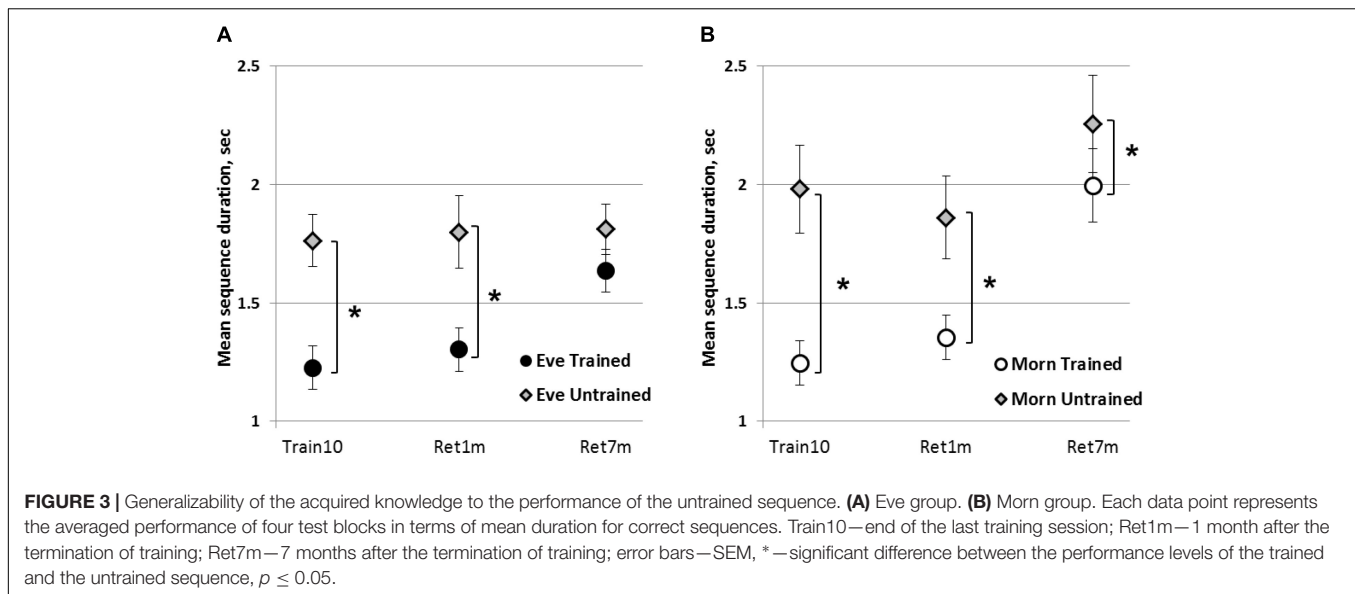 A
2.5
2
1.5
1
Mean sequence duration, sec
*
*
Eve Trained
Eve Untrained
Train10 Ret1m Ret7m
B
2.5
2
1.5
1
Mean sequence duration, sec
*
*
*
Morn Trained
Morn Untrained
Train10 Ret1m Ret7m
FIGURE 3 | Generalizability of the acquired knowledge to the performance of the untrained sequence. (A) Eve group. (B) Morn group. Each data point represents
the averaged performance of four test blocks in terms of mean duration for correct sequences. Train10—end of the last training session; Ret1m—1 month after the
termination of training; Ret7m—7 months after the termination of training; error bars—SEM, *—significant difference between the performance levels of the trained
and the untrained sequence, p ≤ 0.05.